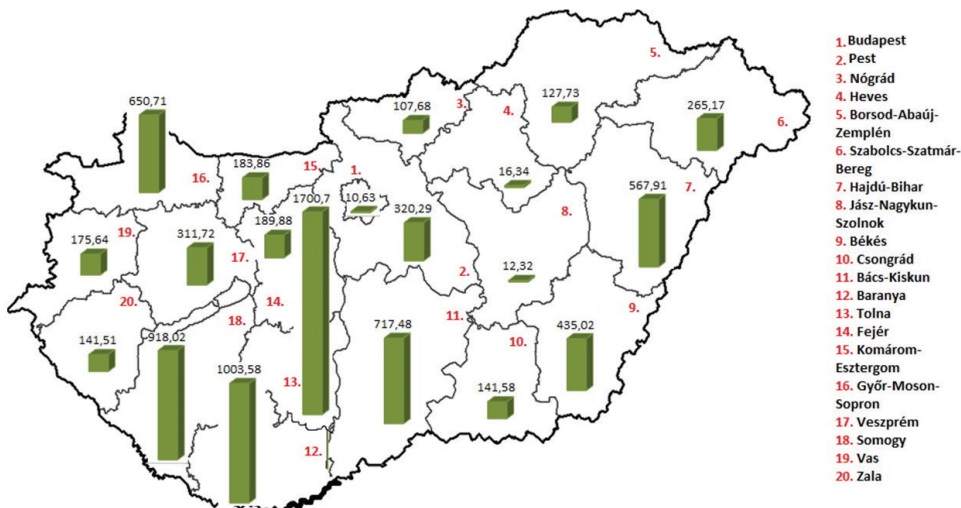 650,71
16.
183,86
15.
1.
107,68
3.
4.
127,73
5.
265,17
6.
16,34
1700,7
10,63
7.
567,91
175,64
19.
311,72
17.
189,88
320,29
8.
12,32
2.
14.
20.
18.
11.
9.
141,51
918,02
1003,58
13.
717,48
10.
435,02
141,58
12.
1. Budapest
2. Pest
3. Nógrád
4. Heves
5. Borsod-Abaúj-
Zemplén
6. Szabolcs-Szatmár-
Bereg
7. Hajdú-Bihar
8. Jász-Nagykun-
Szolnok
9. Békés
10. Csongrád
11. Bács-Kiskun
12. Baranya
13. Tolna
14. Fejér
15. Komárom-
Esztergom
16. Győr-Moson-
Sopron
17. Veszprém
18. Somogy
19. Vas
20. Zala